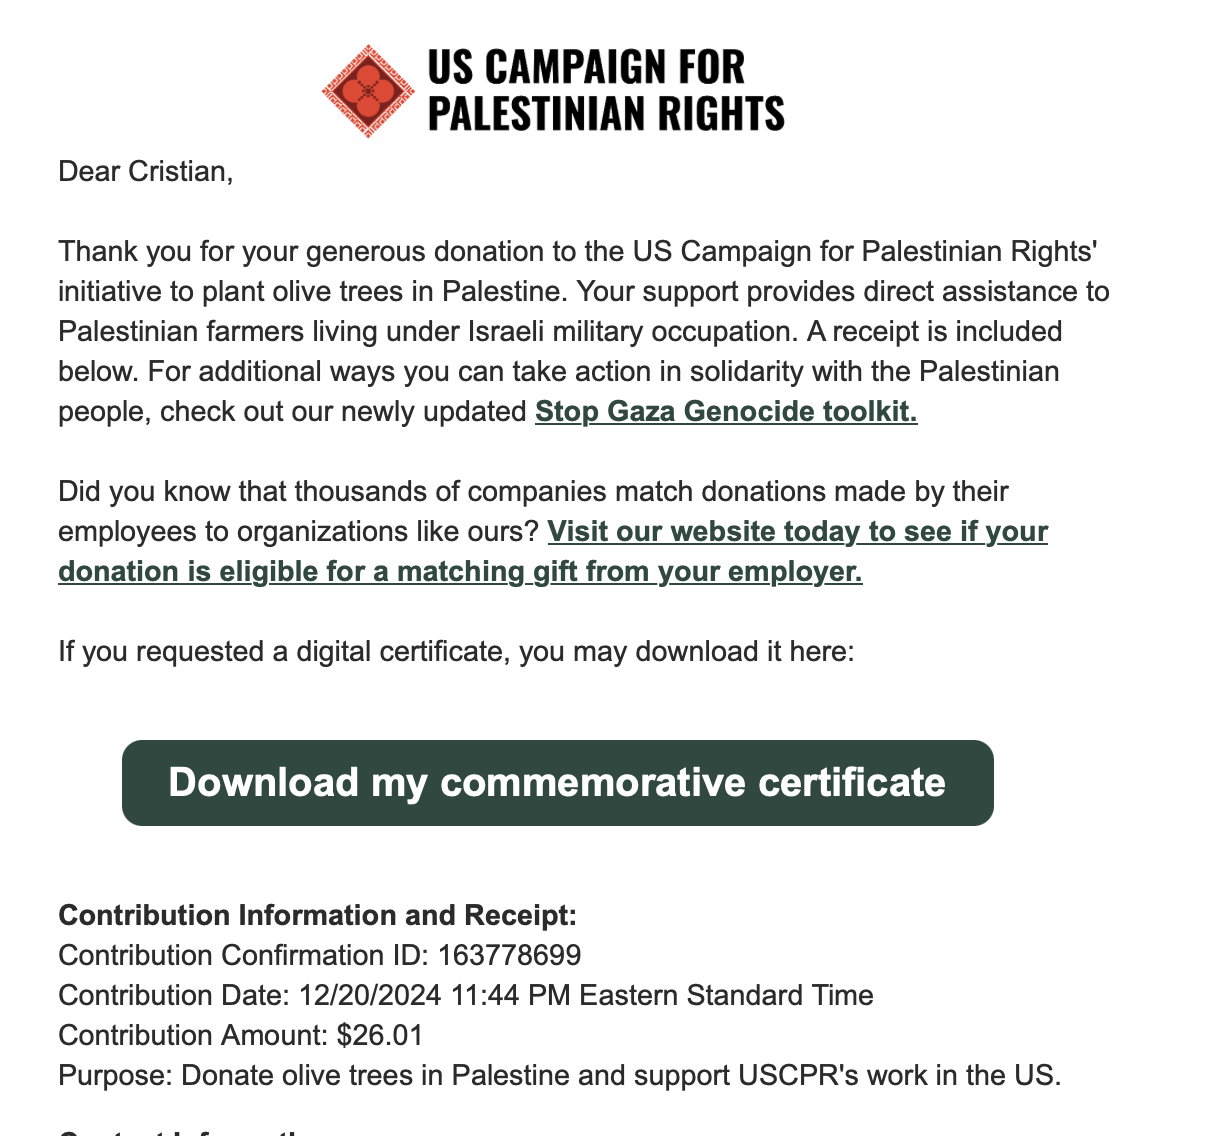 US CAMPAIGN FOR
PALESTINIAN RIGHTS
Dear Cristian,
Thank you for your generous donation to the US Campaign for Palestinian Rights'
initiative to plant olive trees in Palestine. Your support provides direct assistance to
Palestinian farmers living under Israeli military occupation. A receipt is included
below. For additional ways you can take action in solidarity with the Palestinian
people, check out our newly updated Stop Gaza Genocide toolkit.
Did you know that thousands of companies match donations made by their
employees to organizations like ours? Visit our website today to see if your
donation is eligible for a matching gift from your employer.
If you requested a digital certificate, you may download it here:
Download my commemorative certificate
Contribution Information and Receipt:
Contribution Confirmation ID: 163778699
Contribution Date: 12/20/2024 11:44 PM Eastern Standard Time
Contribution Amount: $26.01
Purpose: Donate olive trees in Palestine and support USCPR's work in the US.